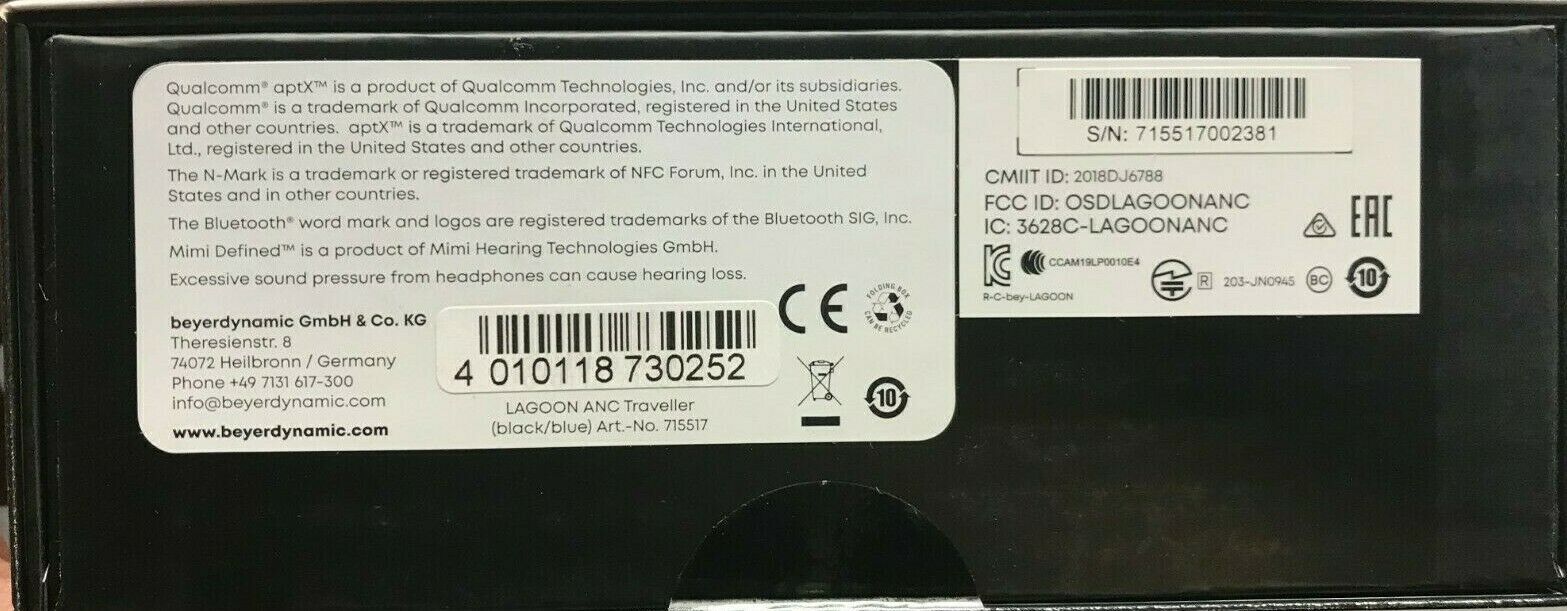 Qualcomm® aptX™ is a product of Qualcomm Technologies, Inc. and/or its subsidiaries.
Qualcomm® is a trademark of Qualcomm Incorporated, registered in the United States
and other countries. aptX™ is a trademark of Qualcomm Technologies International,
Ltd., registered in the United States and other countries.
The N-Mark is a trademark or registered trademark of NFC Forum, Inc. in the United
States and in other countries.
The Bluetooth® word mark and logos are registered trademarks of the Bluetooth SIG, Inc.
Mimi Defined™ is a product of Mimi Hearing Technologies GmbH.
Excessive sound pressure from headphones can cause hearing loss.
beyerdynamic GmbH & Co. KG
Theresienstr. 8
74072 Heilbronn / Germany
Phone +49 7131 617-300
info@beyerdynamic.com
www.beyerdynamic.com
4 010118 730252
LAGOON ANC Traveller
(black/blue) Art.-No. 715517
CE
FOLDING BOX
CAN BE RECYCLED
10
S/N: 715517002381
CMIIT ID: 2018DJ6788
FCC ID: OSDLAGOONANC
IC: 3628C-LAGOONANC
EAC
CCAM19LP0010E4
R-C-bey-LAGOON
R 203-JN0945
BC
10